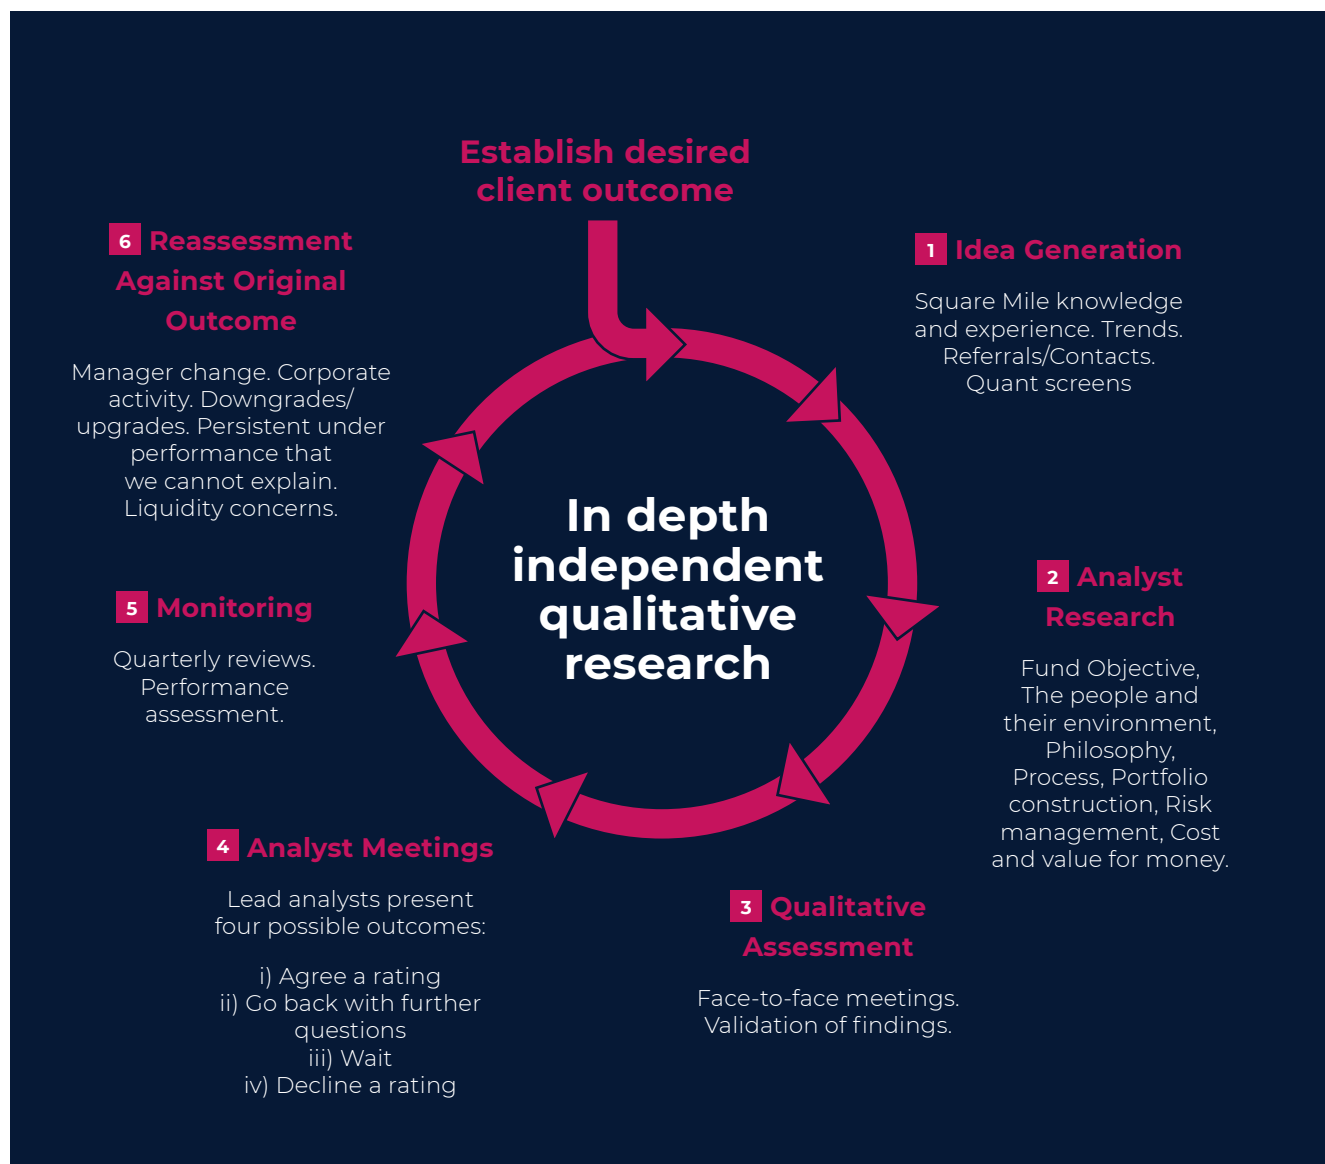 Establish desired
client outcome
1 Idea Generation
Square Mile knowledge
and experience. Trends.
Referrals/Contacts.
Quant screens
2 Analyst
Research
Fund Objective,
The people and
their environment,
Philosophy,
Process, Portfolio
construction, Risk
management, Cost
and value for money.
3 Qualitative
Assessment
Face-to-face meetings.
Validation of findings.
4 Analyst Meetings
Lead analysts present
four possible outcomes:
i) Agree a rating
ii) Go back with further
questions
iii) Wait
iv) Decline a rating
5 Monitoring
Quarterly reviews.
Performance
assessment.
6 Reassessment
Against Original
Outcome
Manager change. Corporate
activity. Downgrades/
upgrades. Persistent under
performance that
we cannot explain.
Liquidity concerns.
In depth
independent
qualitative
research